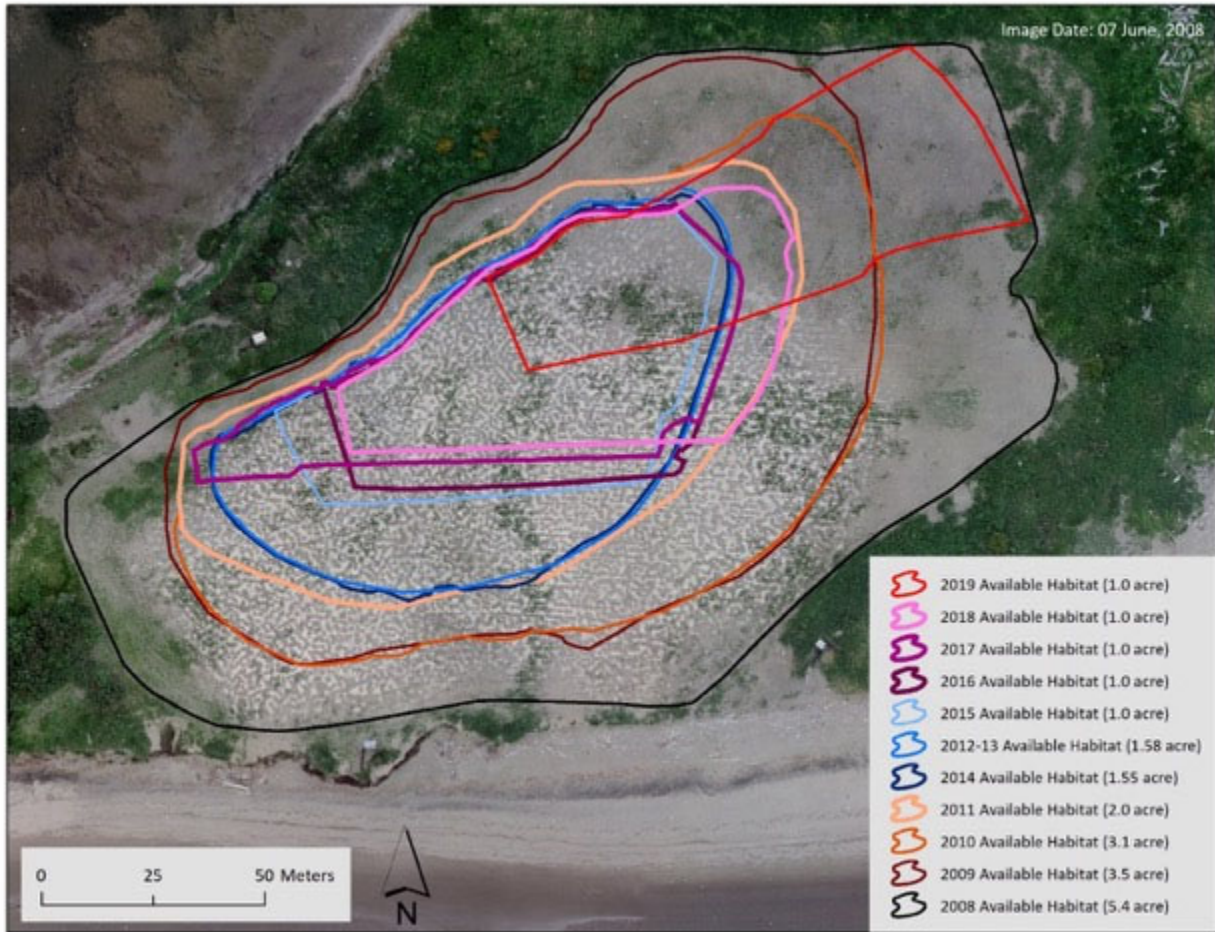 Image Date: 07 June, 2008
2019 Available Habitat (1.0 acre)
2018 Available Habitat (1.0 acre)
2017 Available Habitat (1.0 acre)
2016 Available Habitat (1.0 acre)
2015 Available Habitat (1.0 acre)
2012-13 Available Habitat (1.58 acre)
2014 Available Habitat (1.55 acre)
2011 Available Habitat (2.0 acre)
2010 Available Habitat (3.1 acre)
2009 Available Habitat (3.5 acre)
2008 Available Habitat (5.4 acre)
0 25 50 Meters
N